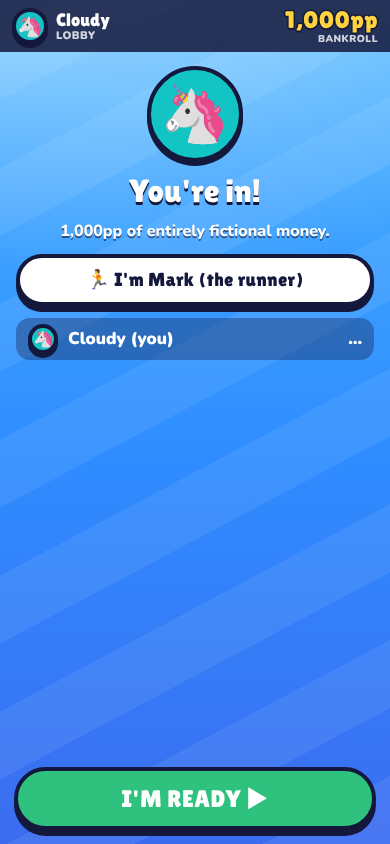 Cloudy
LOBBY
1,000pp
BANKROLL
You're in!
1,000pp of entirely fictional money.
🏃 I'm Mark (the runner)
Cloudy (you)
...
I'M READY ▶